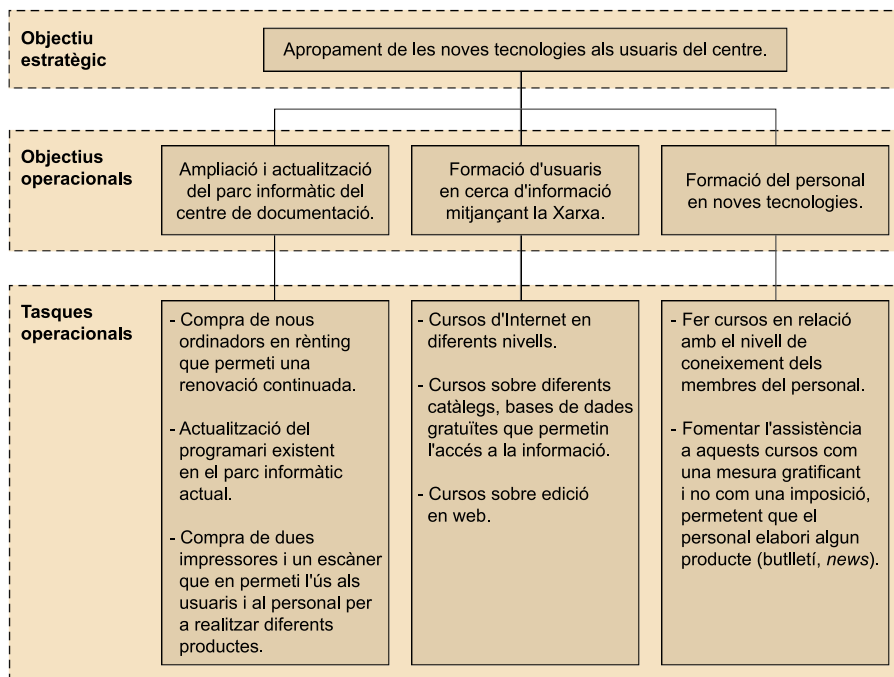 Objectiu
estratègic
Apropament de les noves tecnologies als usuaris del centre.
Objectius
operacionals
Ampliació i actualització
del parc informàtic del
centre de documentació.
Formació d'usuaris
en cerca d'informació
mitjançant la Xarxa.
Formació del personal
en noves tecnologies.
Tasques
operacionals
- Compra de nous
ordinadors en rènting
que permeti una
renovació continuada.
- Actualització del
programari existent
en el parc informàtic
actual.
- Compra de dues
impressores i un escàner
que en permeti l'ús als
usuaris i al personal per
a realitzar diferents
productes.
- Cursos d'Internet en
diferents nivells.
- Cursos sobre diferents
catàlegs, bases de dades
gratuïtes que permetin
l'accés a la informació.
- Cursos sobre edició
en web.
- Fer cursos en relació
amb el nivell de
coneixement dels
membres del personal.
- Fomentar l'assistència
a aquests cursos com
una mesura gratificant
i no com una imposició,
permetent que el
personal elabori algun
producte (butlletí, news).